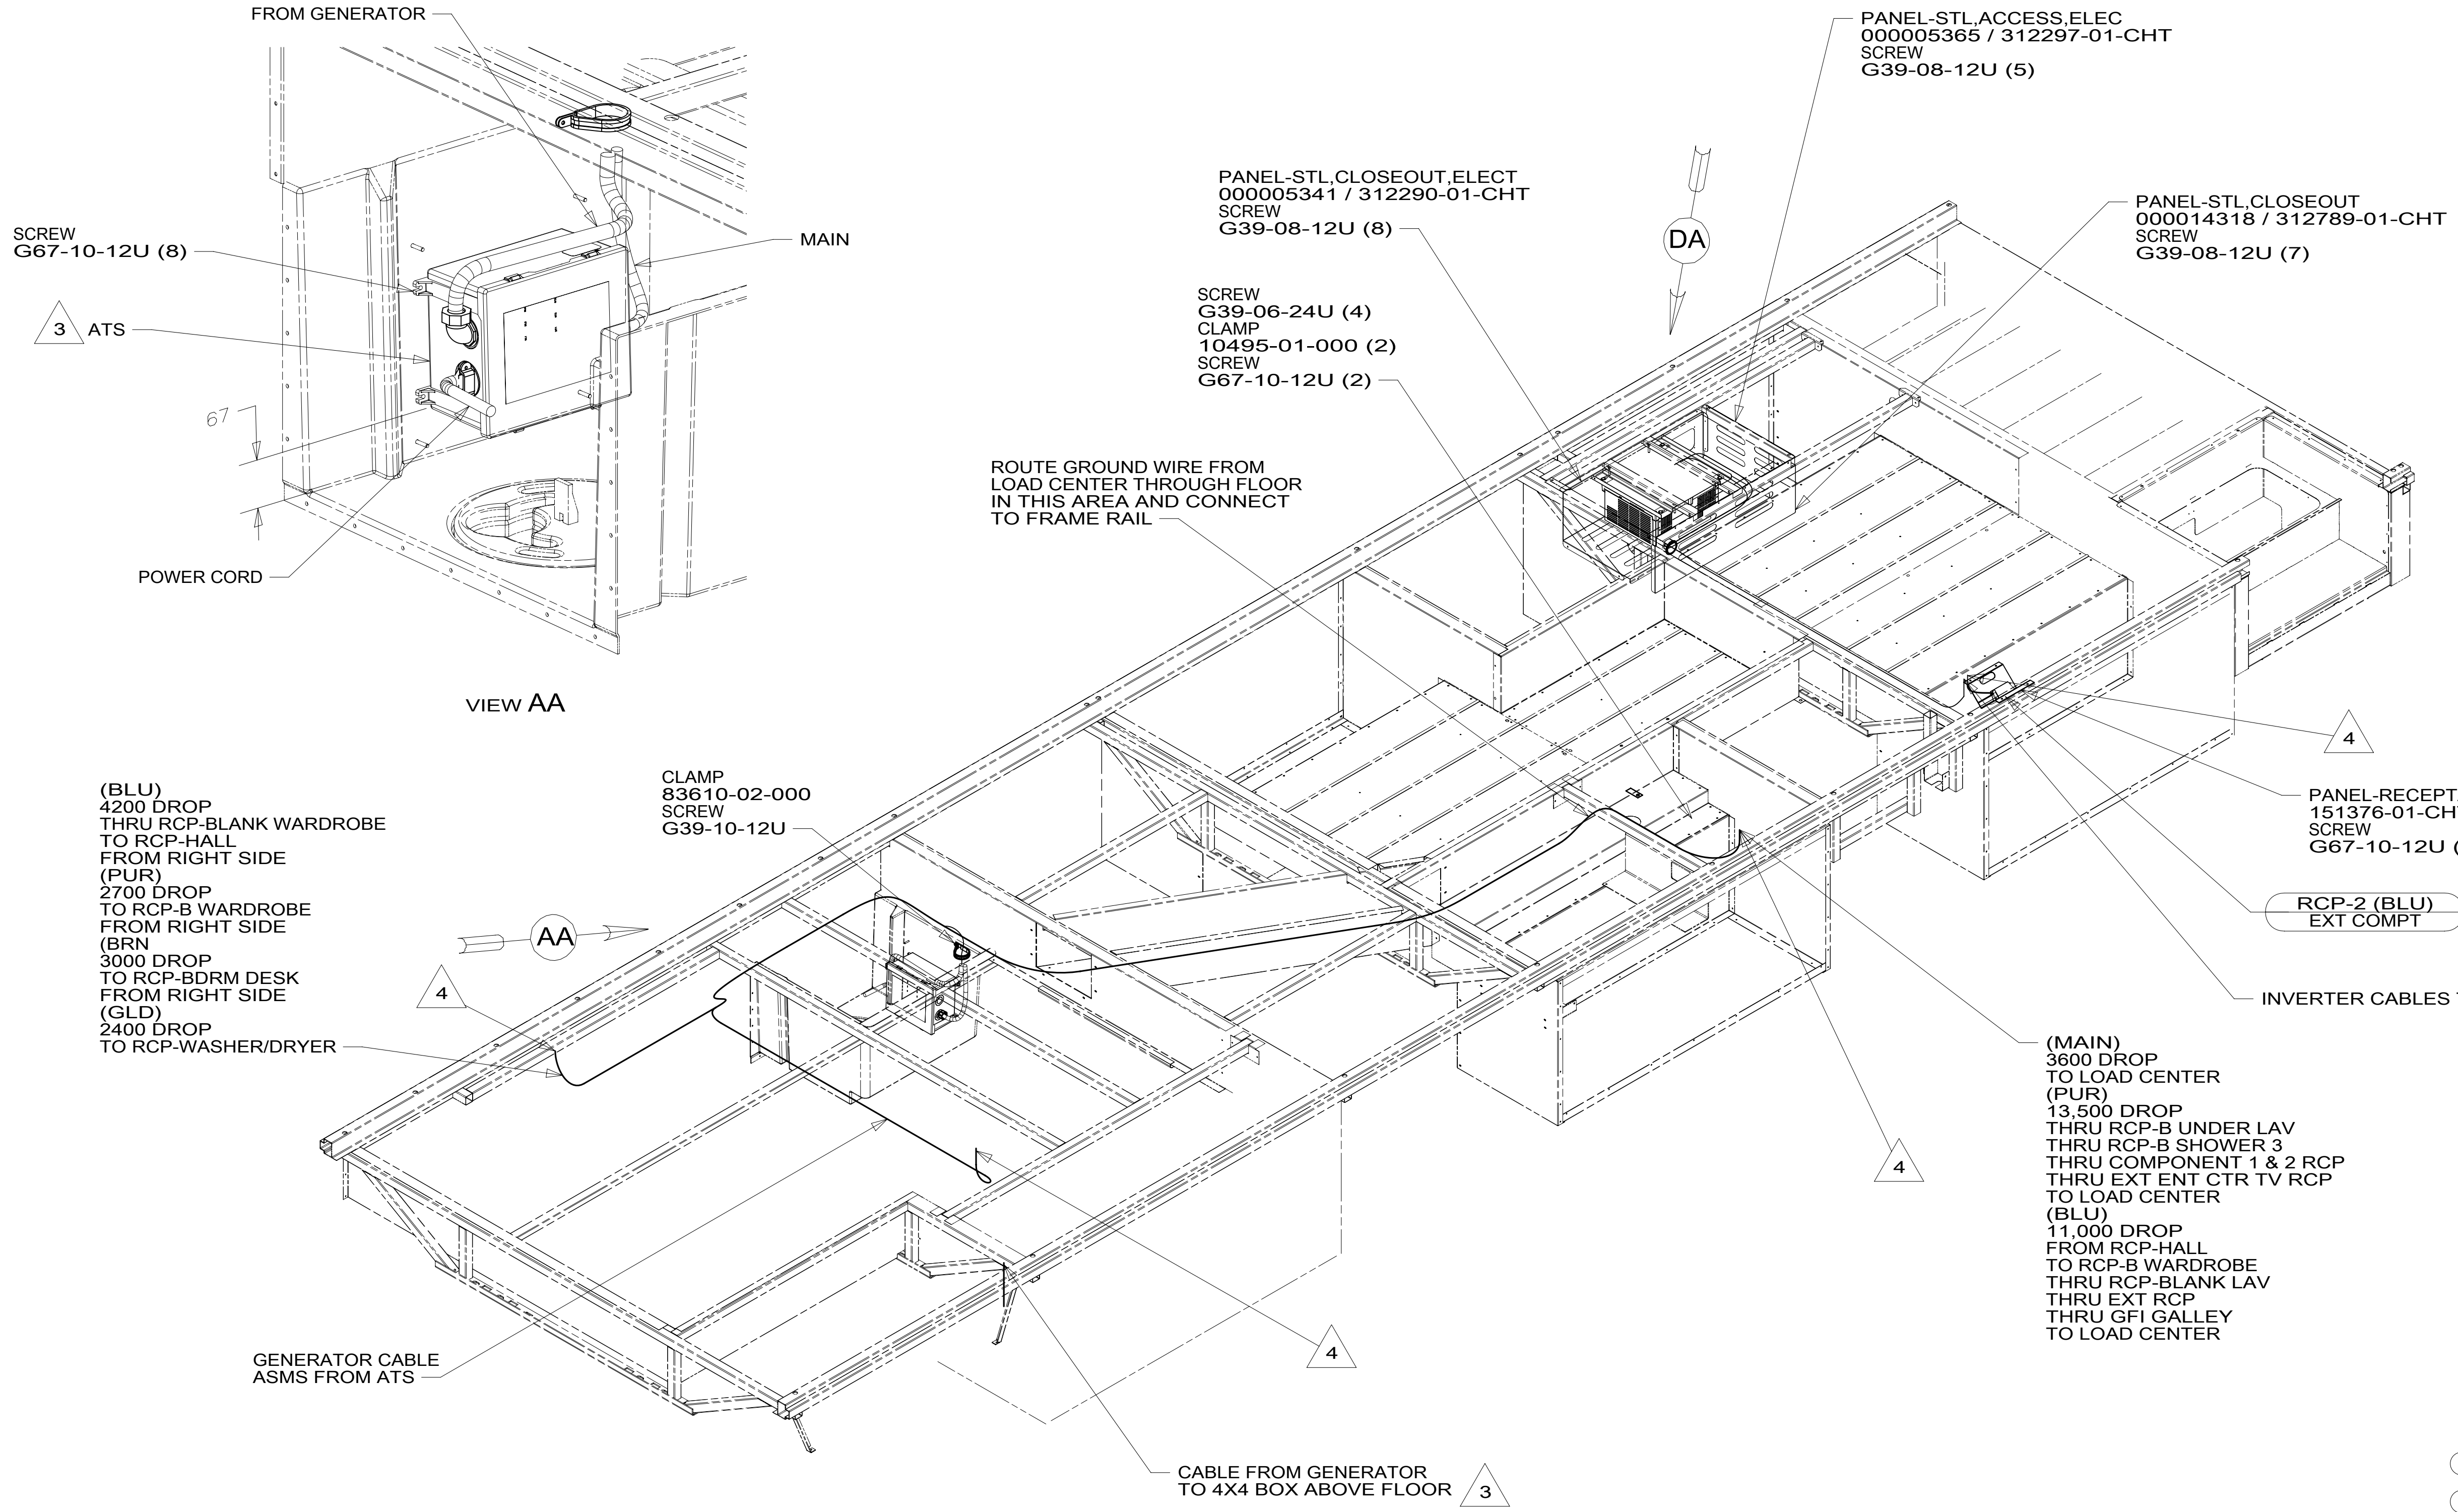 FROM GENERATOR
SCREW
G67-10-12U (8)
3 ATS
67
POWER CORD
MAIN
VIEW AA
PANEL-STL,ACCESS,ELEC
000005365 / 312297-01-CHT
SCREW
G39-08-12U (5)
PANEL-STL,CLOSEOUT,ELECT
000005341 / 312290-01-CHT
SCREW
G39-08-12U (8)
DA
PANEL-STL,CLOSEOUT
000014318 / 312789-01-CHT
SCREW
G39-08-12U (7)
SCREW
G39-06-24U (4)
CLAMP
10495-01-000 (2)
SCREW
G67-10-12U (2)
ROUTE GROUND WIRE FROM
LOAD CENTER THROUGH FLOOR
IN THIS AREA AND CONNECT
TO FRAME RAIL
(BLU)
4200 DROP
THRU RCP-BLANK WARDROBE
TO RCP-HALL
FROM RIGHT SIDE
(PUR)
2700 DROP
TO RCP-B WARDROBE
FROM RIGHT SIDE
(BRN
3000 DROP
TO RCP-BDRM DESK
FROM RIGHT SIDE
(GLD)
2400 DROP
TO RCP-WASHER/DRYER
CLAMP
83610-02-000
SCREW
G39-10-12U
AA
4
4
PANEL-RECEPT
151376-01-CH
SCREW
G67-10-12U (
RCP-2 (BLU)
EXT COMPT
INVERTER CABLES
(MAIN)
3600 DROP
TO LOAD CENTER
(PUR)
13,500 DROP
THRU RCP-B UNDER LAV
THRU RCP-B SHOWER 3
THRU COMPONENT 1 & 2 RCP
THRU EXT ENT CTR TV RCP
TO LOAD CENTER
(BLU)
11,000 DROP
FROM RCP-HALL
TO RCP-B WARDROBE
THRU RCP-BLANK LAV
THRU EXT RCP
THRU GFI GALLEY
TO LOAD CENTER
4
4
GENERATOR CABLE
ASMS FROM ATS
CABLE FROM GENERATOR
TO 4X4 BOX ABOVE FLOOR 3